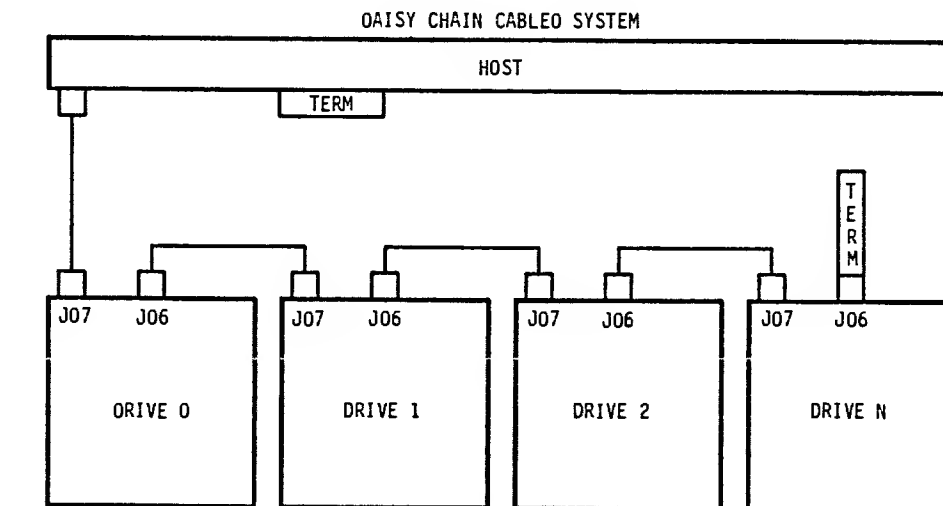 OAISY CHAIN CABLEO SYSTEM
HOST
TERM
TERM
J07 J06 J07 J06 J07 J06 J07 J06
ORIVE 0 DRIVE 1 DRIVE 2 DRIVE N